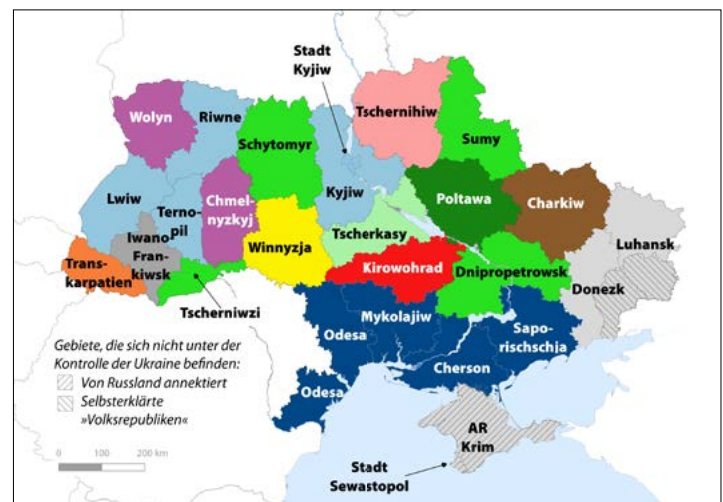 Stadt
Kyjiw
Wolyn
Riwne
Schytomyr
Tschernihiw
Sumy
Kyjiw
Lwiw
Terno-
pil
Chmel-
nyzkyj
Poltawa
Charkiw
Iwano
Fran-
kiwsk
Winnyzja
Tscherkasy
Luhansk
Trans-
karpatien
Kirowohrad
Dnipropetrowsk
Donezk
Tscherniwzi
Odesa
Mykolajiw
Sapo-
rischschja
Cherson
Odesa
Gebiete, die sich nicht unter der
Kontrolle der Ukraine befinden:
Von Russland annektiert
Selbsterklärte
»Volksrepubliken«
0 100 200 km
AR
Krim
Stadt
Sewastopol